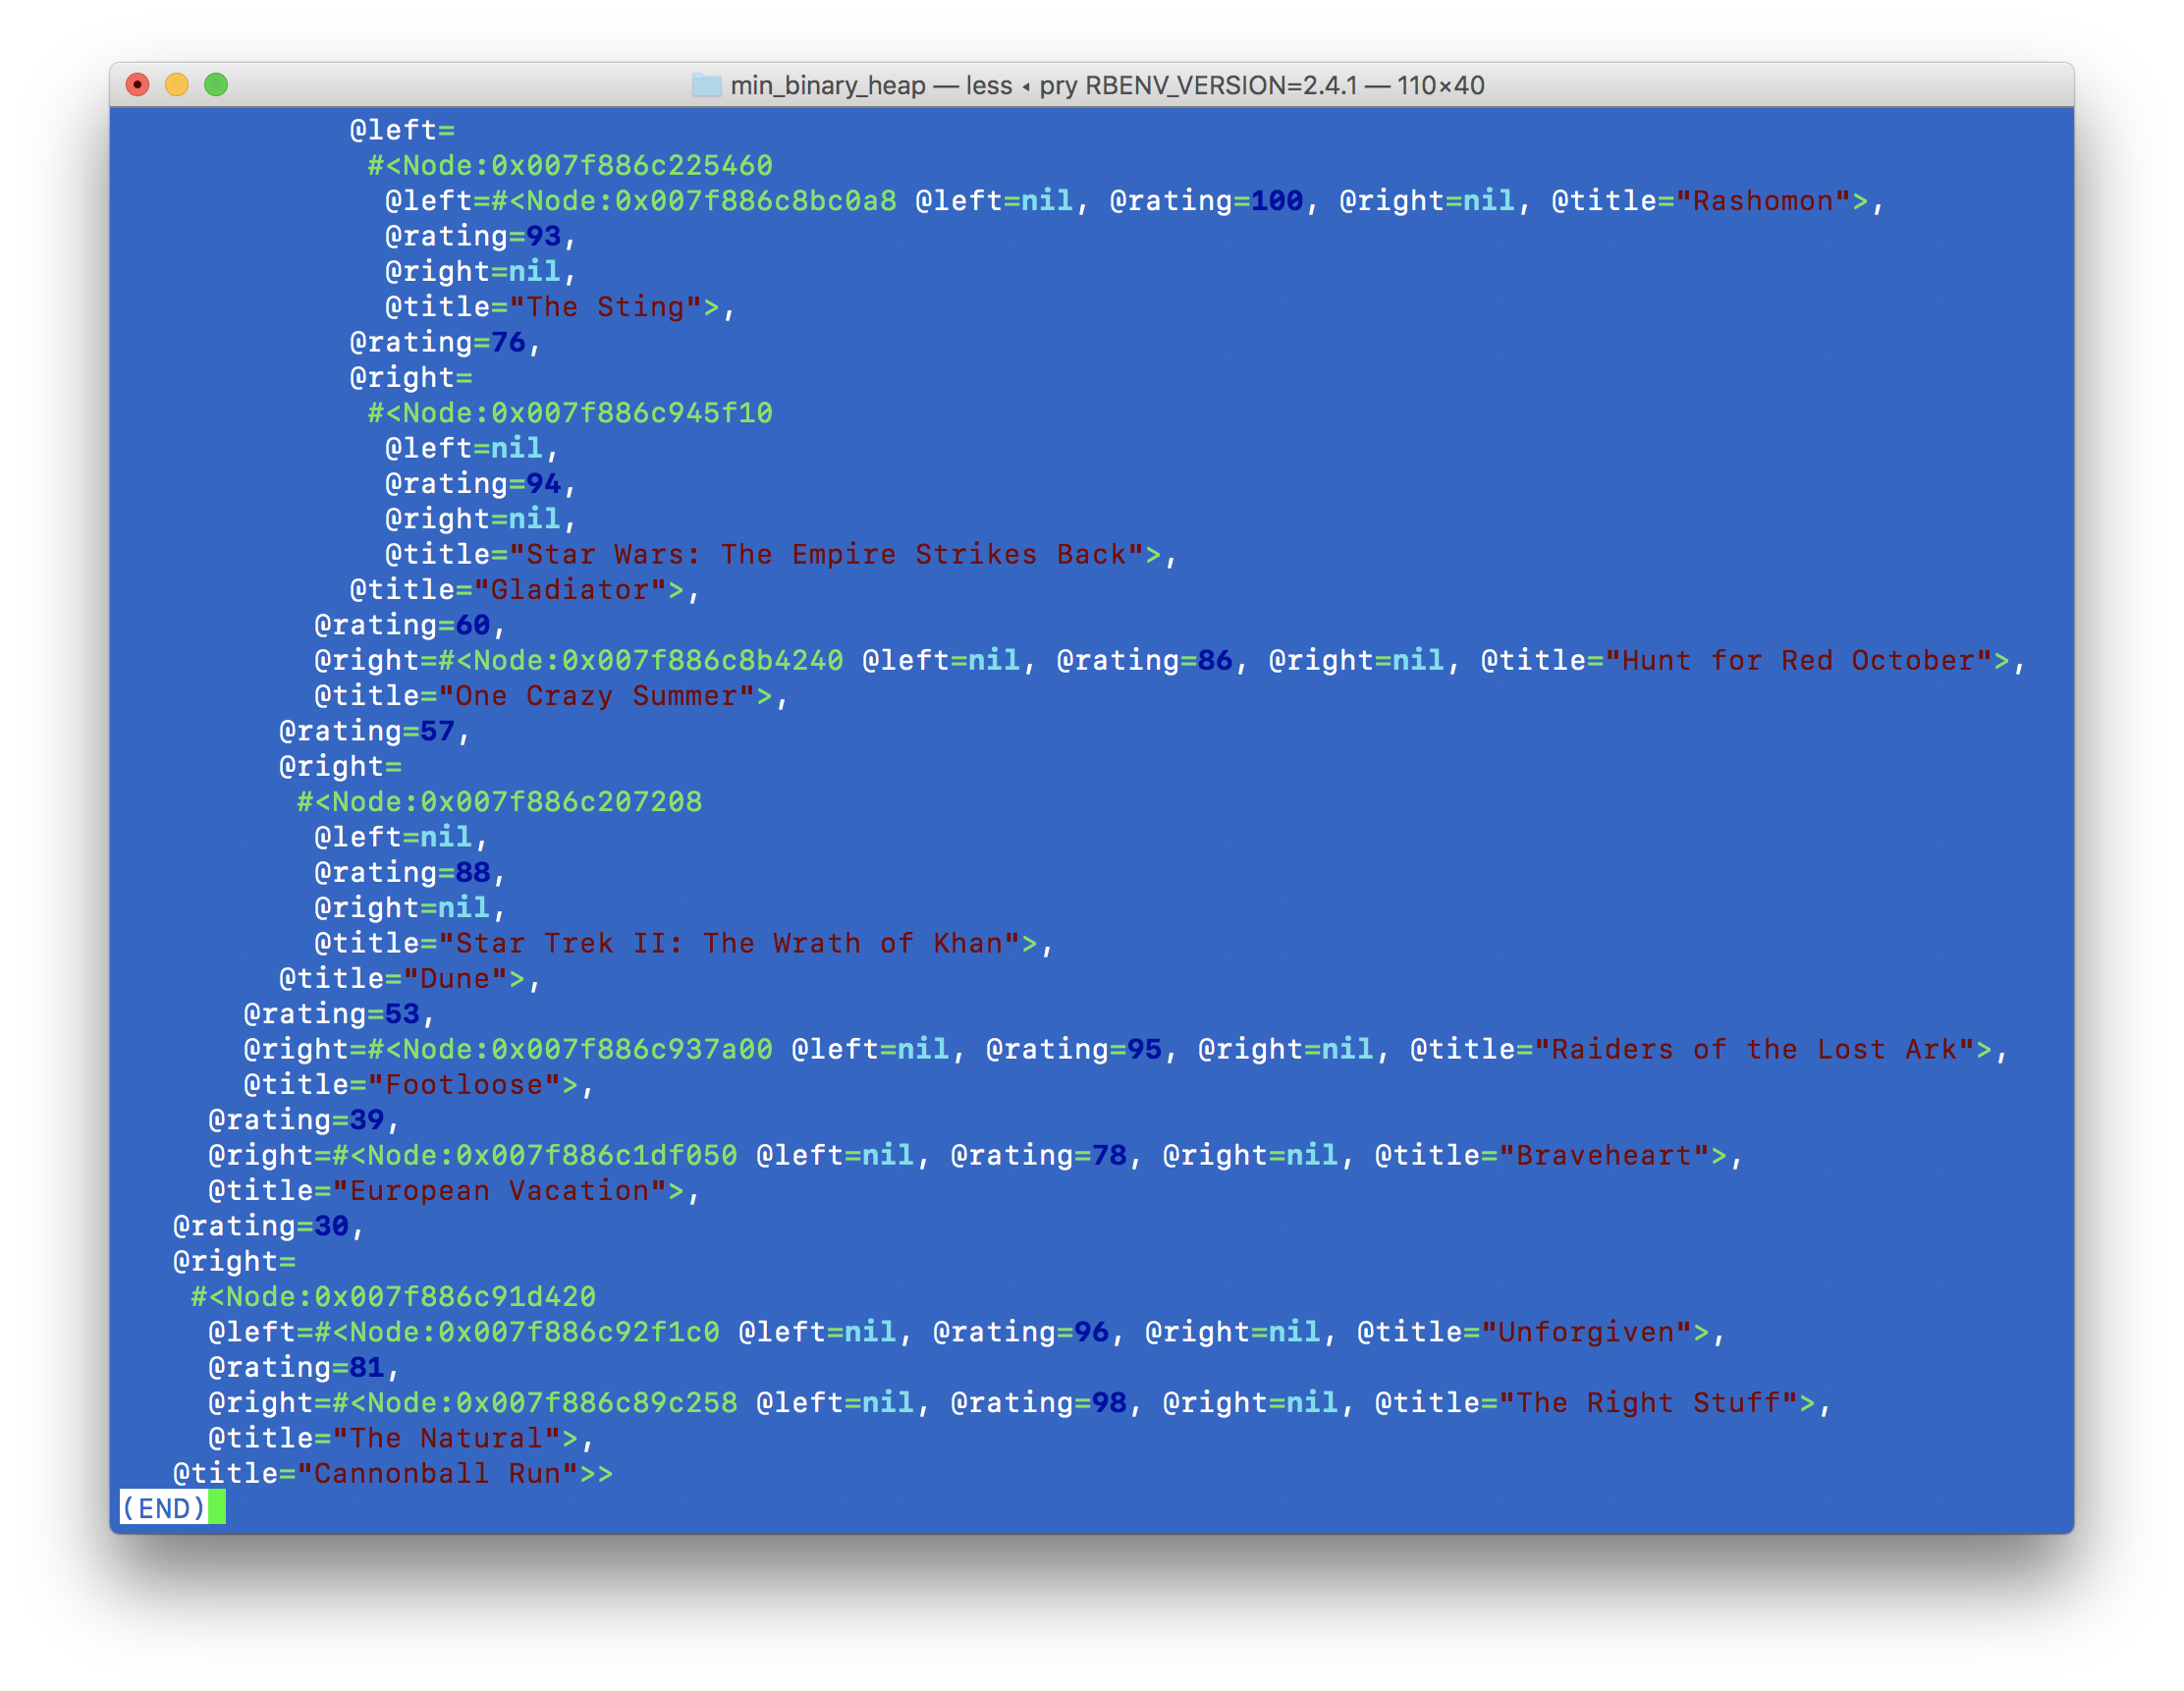 min_binary_heap — less ◂ pry RBENV_VERSION=2.4.1 — 110×40
@left=
#<Node:0x007f886c225460
@left=#<Node:0x007f886c8bc0a8 @left=nil, @rating=100, @right=nil, @title="Rashomon">,
@rating=93,
@right=nil,
@title="The Sting">,
@rating=76,
@right=
#<Node:0x007f886c945f10
@left=nil,
@rating=94,
@right=nil,
@title="Star Wars: The Empire Strikes Back">,
@title="Gladiator">,
@rating=60,
@right=#<Node:0x007f886c8b4240 @left=nil, @rating=86, @right=nil, @title="Hunt for Red October">,
@title="One Crazy Summer">,
@rating=57,
@right=
#<Node:0x007f886c207208
@left=nil,
@rating=88,
@right=nil,
@title="Star Trek II: The Wrath of Khan">,
@title="Dune">,
@rating=53,
@right=#<Node:0x007f886c937a00 @left=nil, @rating=95, @right=nil, @title="Raiders of the Lost Ark">,
@title="Footloose">,
@rating=39,
@right=#<Node:0x007f886c1df050 @left=nil, @rating=78, @right=nil, @title="Braveheart">,
@title="European Vacation">,
@rating=30,
@right=
#<Node:0x007f886c91d420
@left=#<Node:0x007f886c92f1c0 @left=nil, @rating=96, @right=nil, @title="Unforgiven">,
@rating=81,
@right=#<Node:0x007f886c89c258 @left=nil, @rating=98, @right=nil, @title="The Right Stuff">,
@title="The Natural">,
@title="Cannonball Run">>
(END)